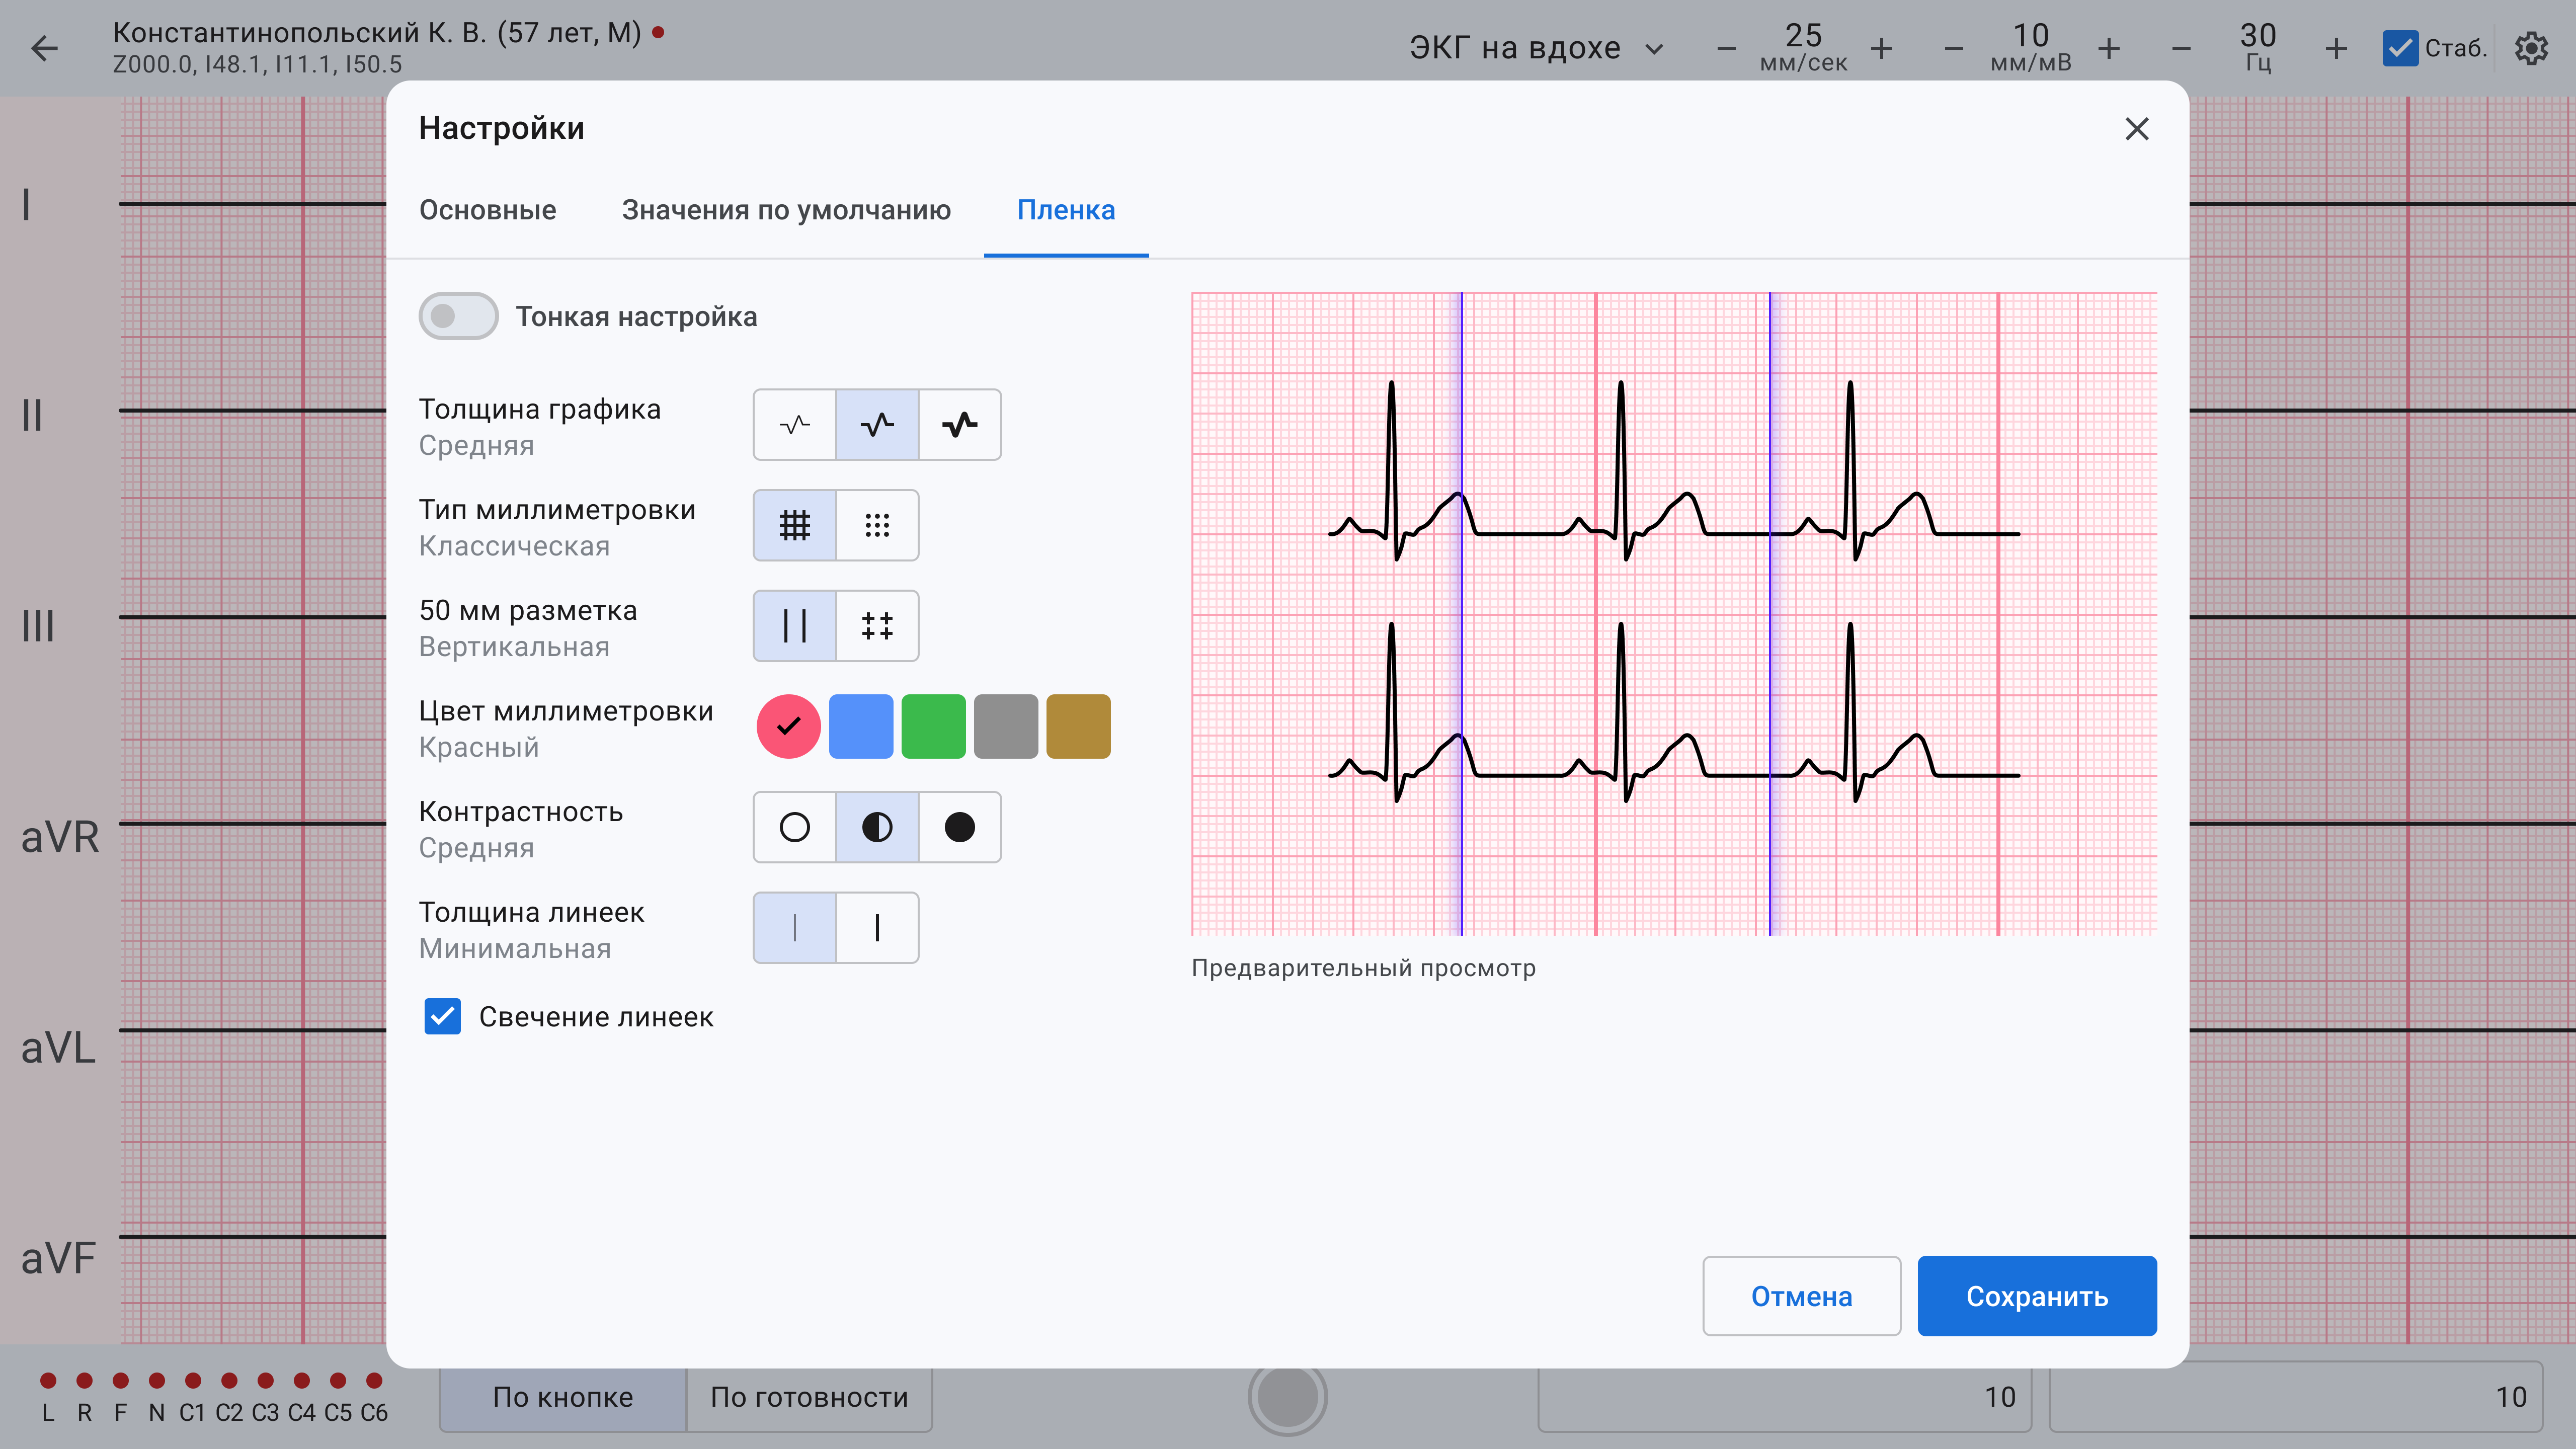 Константинопольский К. В. (57 лет, М)
Z000.0, I48.1, I11.1, I50.5
ЭКГ на вдохе
25
мм/сек
10
мм/мВ
30
Гц
Стаб.
Настройки
Основные
Значения по умолчанию
Пленка
Тонкая настройка
Толщина графика
Средняя
Тип миллиметровки
Классическая
50 мм разметка
Вертикальная
Цвет миллиметровки
Красный
Контрастность
Средняя
Толщина линеек
Минимальная
Свечение линеек
Предварительный просмотр
Отмена
Сохранить
I
II
III
aVR
aVL
aVF
L R F N C1 C2 C3 C4 C5 C6
По кнопке
По готовности
10
10